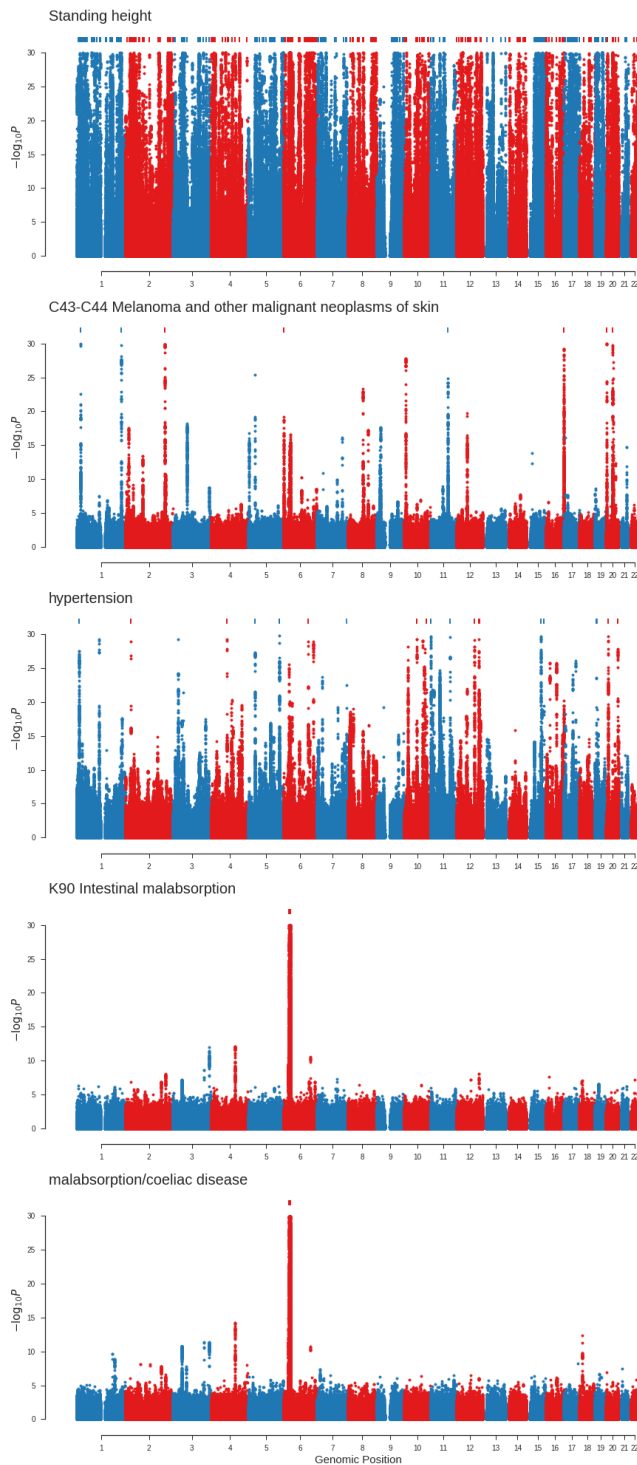 Standing height
30
25
20
15
10
5
0
−log₁₀P
1 2 3 4 5 6 7 8 9 10 11 12 13 14 15 16 17 18 19 20 21 22
C43-C44 Melanoma and other malignant neoplasms of skin
30
25
20
15
10
5
0
−log₁₀P
1 2 3 4 5 6 7 8 9 10 11 12 13 14 15 16 17 18 19 20 21 22
hypertension
30
25
20
15
10
5
0
−log₁₀P
1 2 3 4 5 6 7 8 9 10 11 12 13 14 15 16 17 18 19 20 21 22
K90 Intestinal malabsorption
30
25
20
15
10
5
0
−log₁₀P
1 2 3 4 5 6 7 8 9 10 11 12 13 14 15 16 17 18 19 20 21 22
malabsorption/coeliac disease
30
25
20
15
10
5
0
−log₁₀P
1 2 3 4 5 6 7 8 9 10 11 12 13 14 15 16 17 18 19 20 21 22
Genomic Position